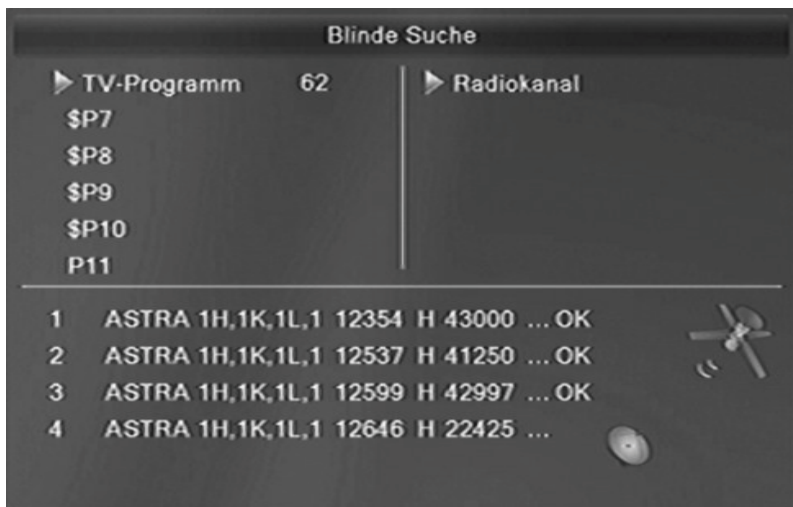 Blinde Suche
TV-Programm 62
$P7
$P8
$P9
$P10
P11
Radiokanal
1 ASTRA 1H,1K,1L,1 12354 H 43000 ... OK
2 ASTRA 1H,1K,1L,1 12537 H 41250 ... OK
3 ASTRA 1H,1K,1L,1 12599 H 42997 ... OK
4 ASTRA 1H,1K,1L,1 12646 H 22425 ...